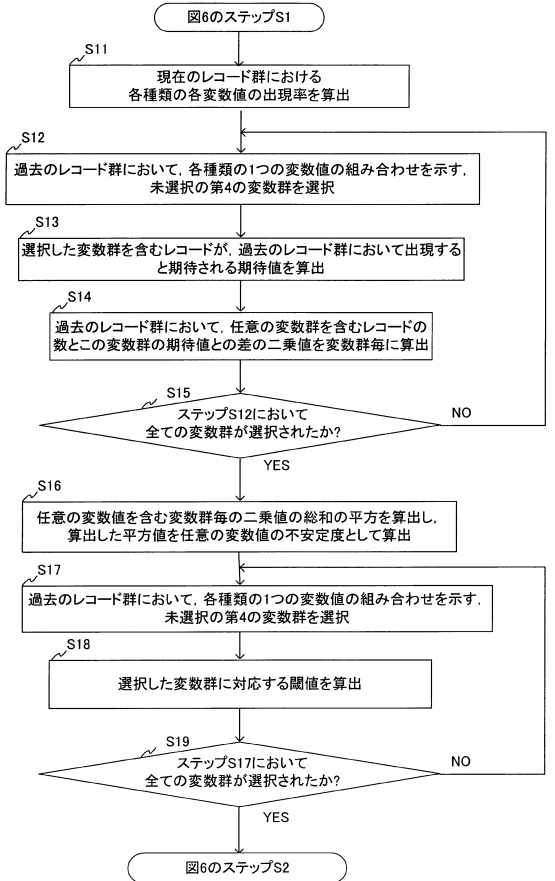 図6のステップS1
S11
現在のレコード群における
各種類の各変数値の出現率を算出
S12
過去のレコード群において，各種類の1つの変数値の組み合わせを示す，
未選択の第4の変数群を選択
S13
選択した変数群を含むレコードが，過去のレコード群において出現する
と期待される期待値を算出
S14
過去のレコード群において，任意の変数群を含むレコードの
数とこの変数群の期待値との差の二乗値を変数群毎に算出
S15
ステップS12において
全ての変数群が選択されたか?
NO
YES
S16
任意の変数値を含む変数群毎の二乗値の総和の平方を算出し，
算出した平方値を任意の変数値の不安定度として算出
S17
過去のレコード群において，各種類の1つの変数値の組み合わせを示す，
未選択の第4の変数群を選択
S18
選択した変数群に対応する閾値を算出
S19
ステップS17において
全ての変数群が選択されたか?
NO
YES
図6のステップS2